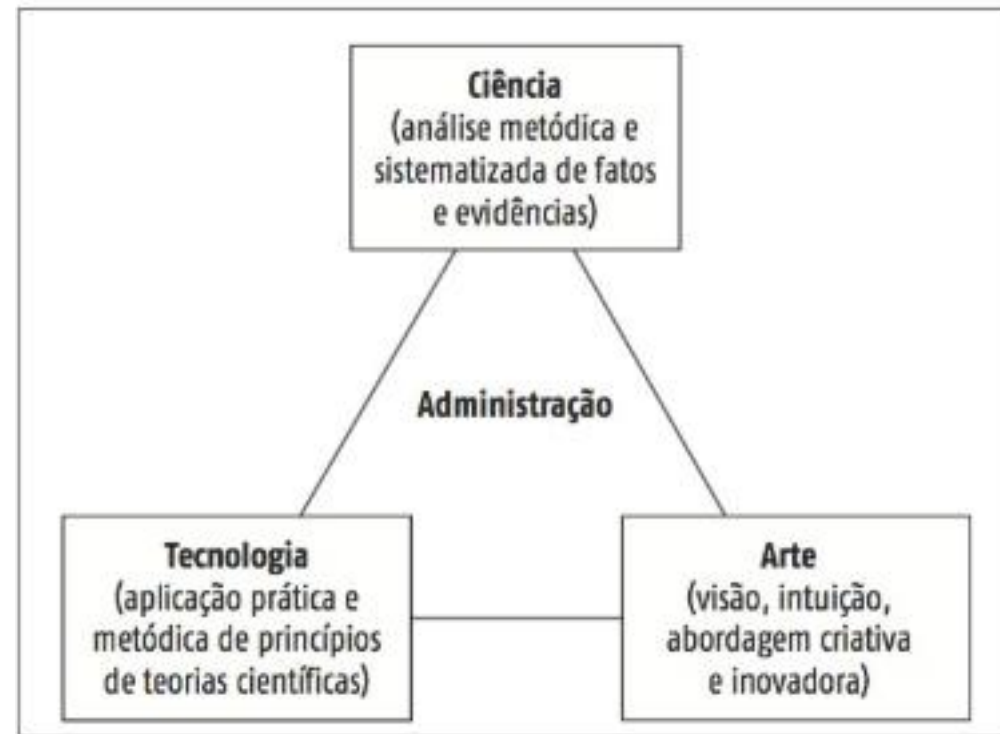 Ciência
(análise metódica e
sistematizada de fatos
e evidências)
Administração
Tecnologia
(aplicação prática e
metódica de princípios
de teorias científicas)
Arte
(visão, intuição,
abordagem criativa
e inovadora)